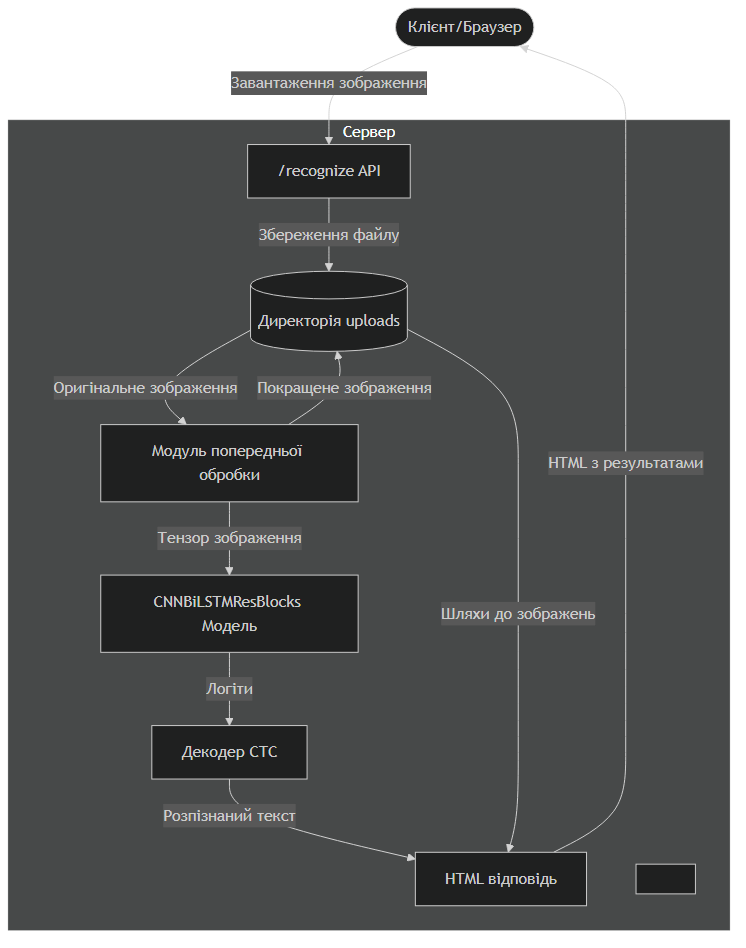 Клієнт/Браузер
Завантаження зображення
Сервер
/recognize API
Збереження файлу
Директорія uploads
Оригінальне зображення
Покращене зображення
Модуль попередньої
обробки
HTML з результатами
Тензор зображення
CNNBiLSTMResBlocks
Модель
Шляхи до зображень
Логіти
Декодер CTC
Розпізнаний текст
HTML відповідь